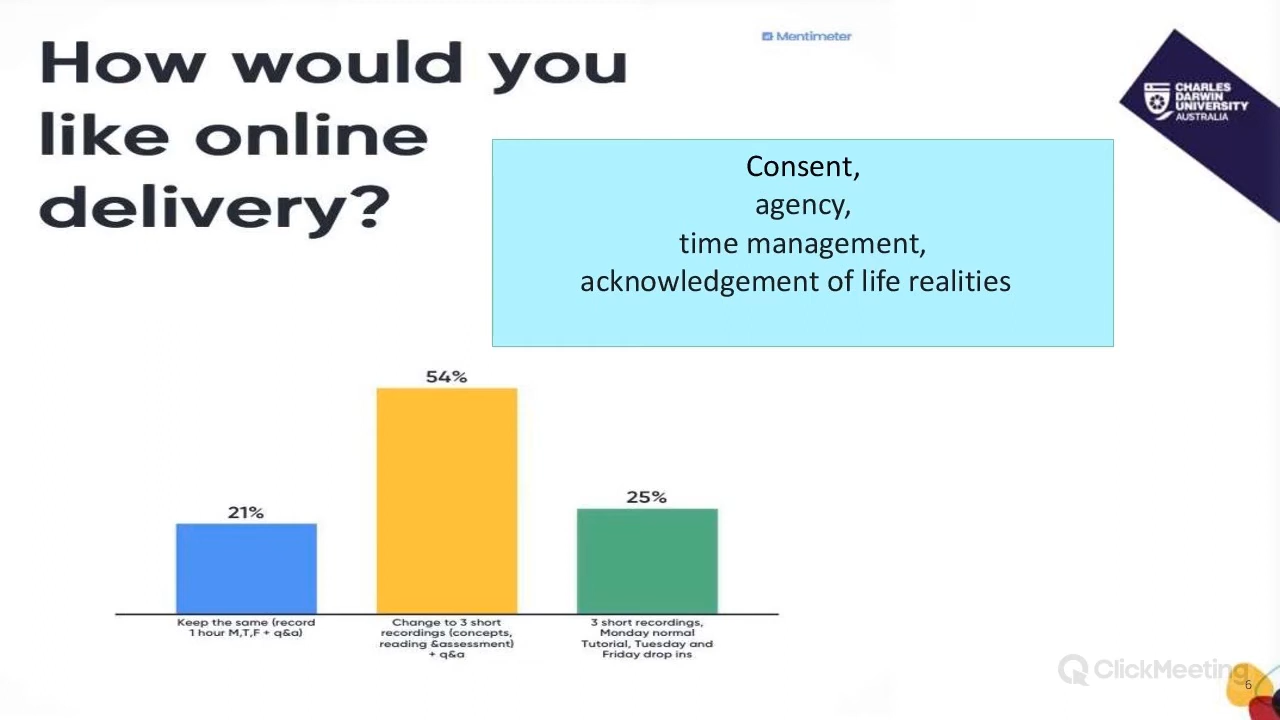 How would you
like online
delivery?
Mentimeter
CHARLES
DARWIN
UNIVERSITY
AUSTRALIA
Consent,
agency,
time management,
acknowledgement of life realities
54%
21%
25%
Keep the same (record
1 hour M,T,F + q&a)
Change to 3 short
recordings (concepts,
reading &assessment)
+ q&a
3 short recordings,
Monday normal
Tutorial, Tuesday and
Friday drop ins
ClickMeeting
6